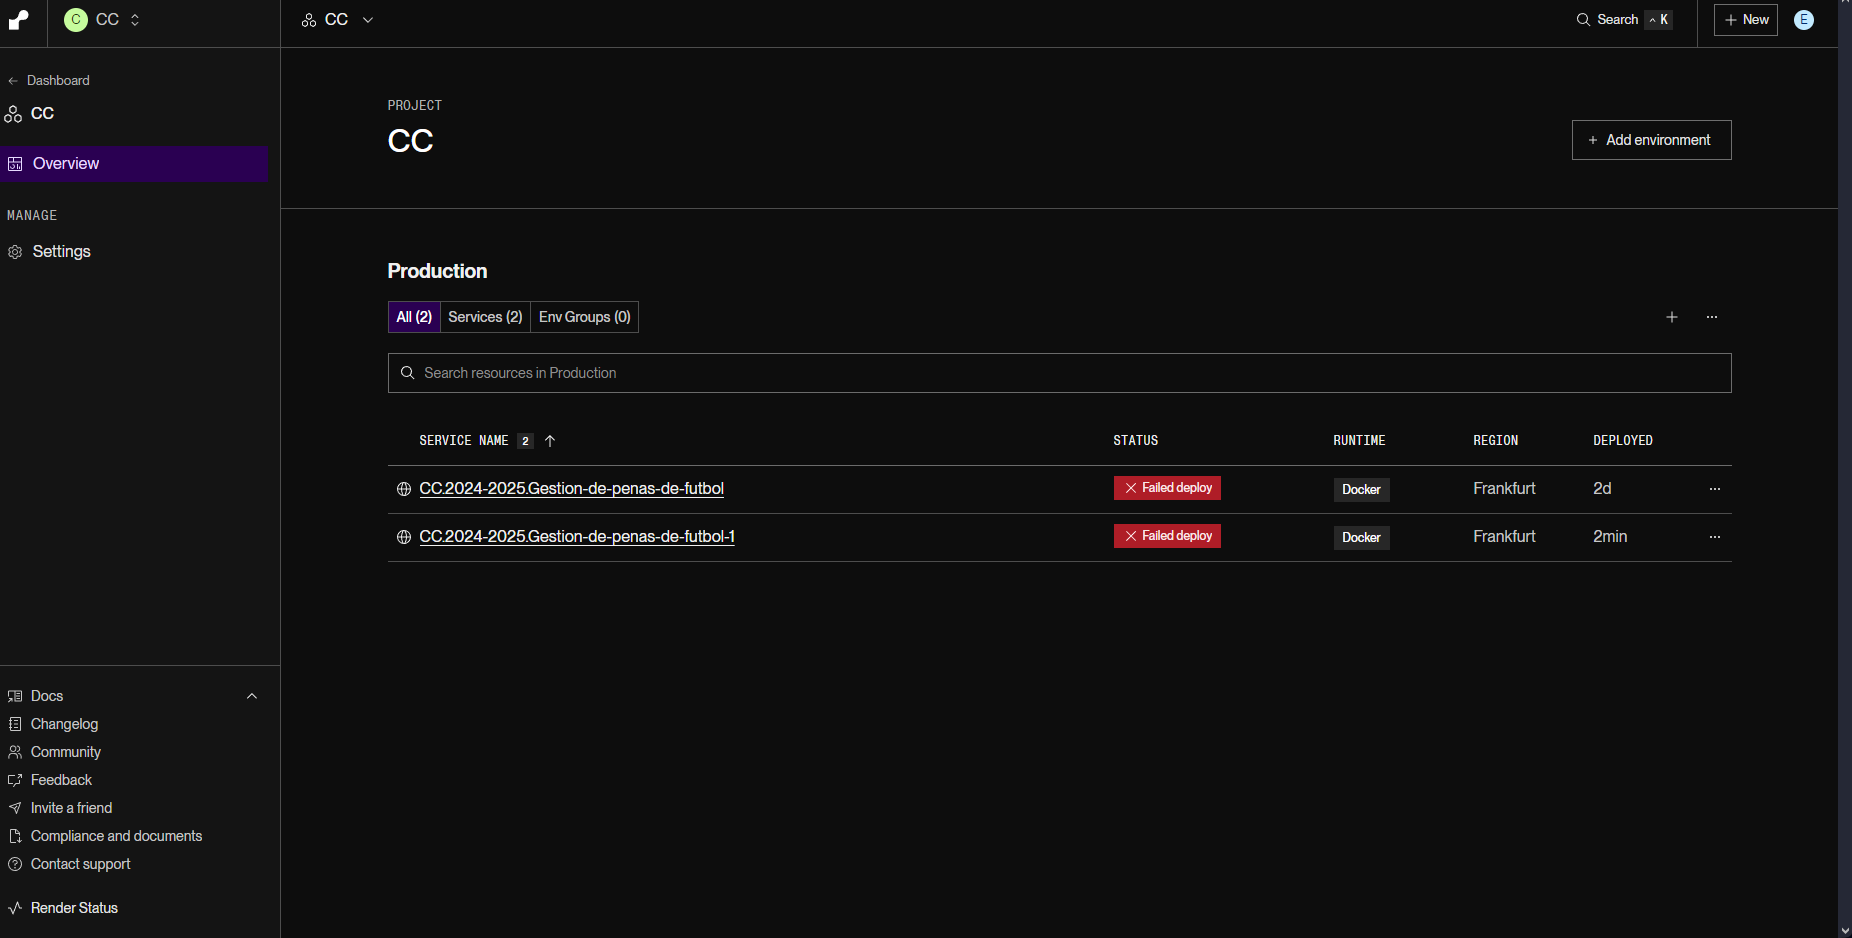 C CC
CC
Search ^ K
+ New
E
← Dashboard
CC
Overview
MANAGE
Settings
Docs
Changelog
Community
Feedback
Invite a friend
Compliance and documents
Contact support
Render Status
PROJECT
CC
+ Add environment
Production
All (2) Services (2) Env Groups (0)
Search resources in Production
SERVICE NAME 2 ↑ STATUS RUNTIME REGION DEPLOYED
CC.2024-2025.Gestion-de-penas-de-futbol Failed deploy Docker Frankfurt 2d
CC.2024-2025.Gestion-de-penas-de-futbol-1 Failed deploy Docker Frankfurt 2min